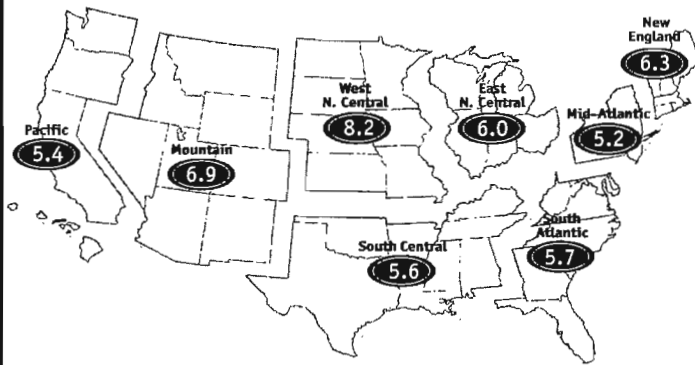 New
England
6.3
West
N. Central
8.2
East
N. Central
6.0
Mid-Atlantic
5.2
Pacific
5.4
Mountain
6.9
South Central
5.6
South
Atlantic
5.7